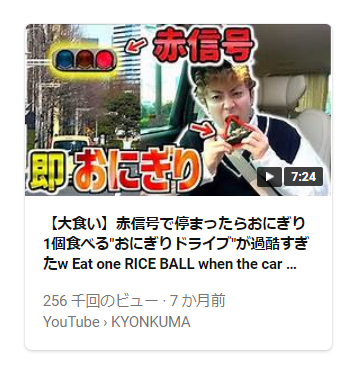 赤信号
即おにぎり
7:24
【大食い】赤信号で停まったらおにぎり
1個食べる"おにぎりドライブ"が過酷すぎ
たw Eat one RICE BALL when the car ...
256 千回のビュー · 7 か月前
YouTube › KYONKUMA